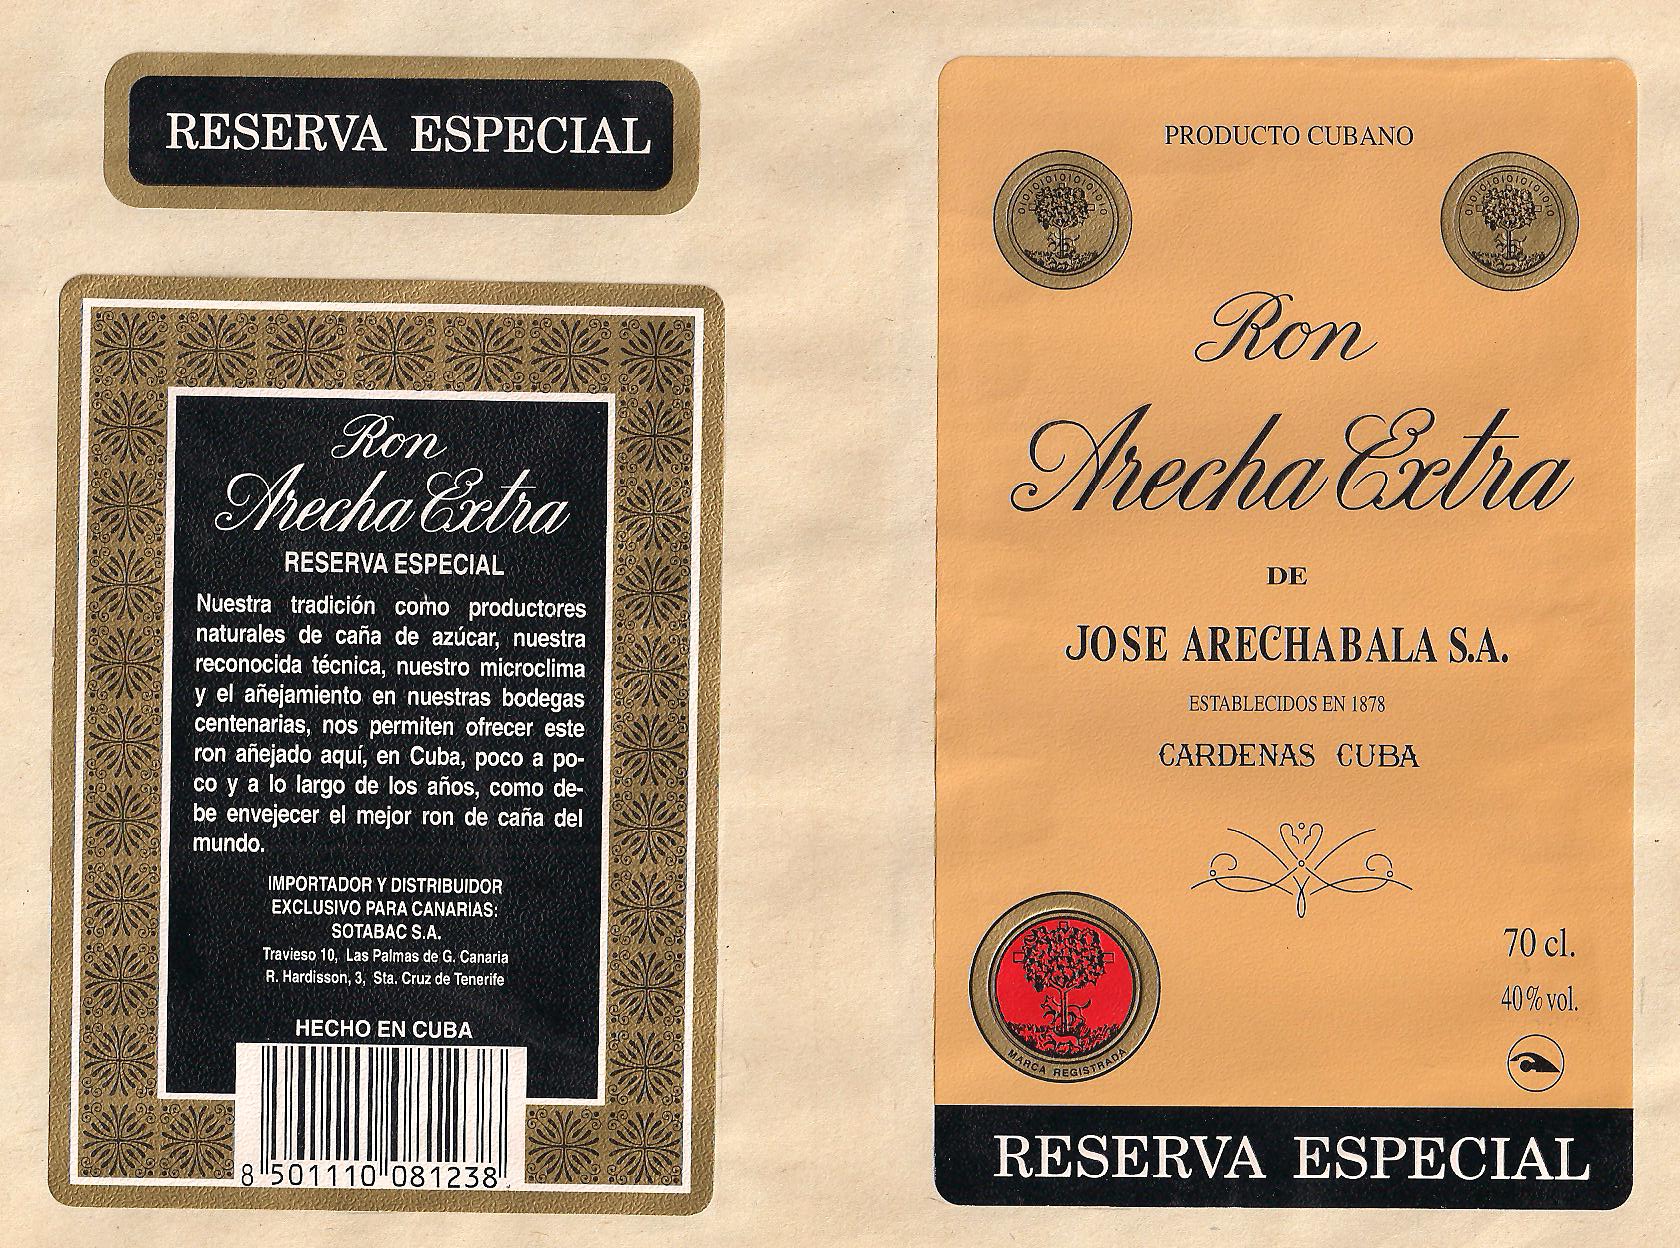 RESERVA ESPECIAL
Ron
Arecha Extra
RESERVA ESPECIAL
Nuestra tradición como productores
naturales de caña de azúcar, nuestra
reconocida técnica, nuestro microclima
y el añejamiento en nuestras bodegas
centenarias, nos permiten ofrecer este
ron añejado aquí, en Cuba, poco a po-
co y a lo largo de los años, como de-
be envejecer el mejor ron de caña del
mundo.
IMPORTADOR Y DISTRIBUIDOR
EXCLUSIVO PARA CANARIAS:
SOTABAC S.A.
Travieso 10, Las Palmas de G. Canaria
R. Hardisson, 3, Sta. Cruz de Tenerife
HECHO EN CUBA
8 501110 081238
PRODUCTO CUBANO
Ron
Arecha Extra
DE
JOSE ARECHABALA S.A.
ESTABLECIDOS EN 1878
CARDENAS CUBA
70 cl.
40% vol.
MARCA REGISTRADA
RESERVA ESPECIAL